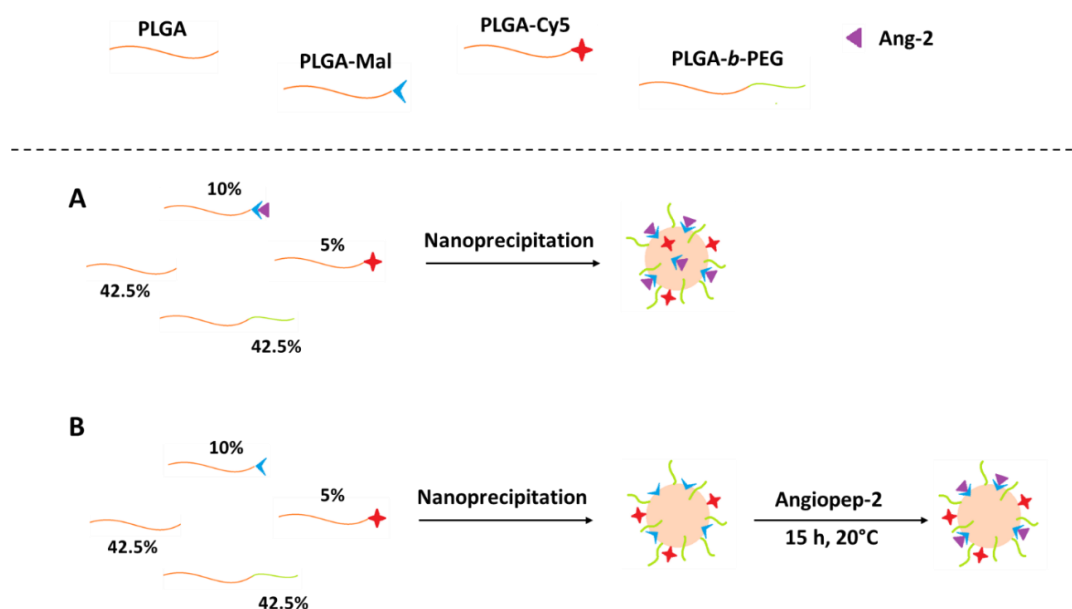 PLGA
PLGA-Mal
PLGA-Cy5
PLGA-b-PEG
Ang-2
A
10%
5%
42.5%
42.5%
Nanoprecipitation
B
10%
5%
42.5%
42.5%
Nanoprecipitation
Angiopep-2
15 h, 20°C